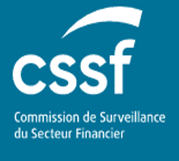 cssf
Commission de Surveillance
du Secteur Financier